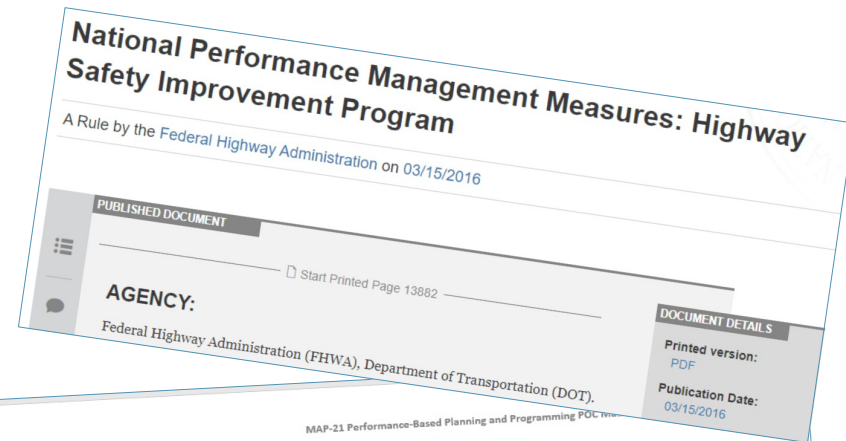 National Performance Management Measures: Highway
Safety Improvement Program
A Rule by the Federal Highway Administration on 03/15/2016
PUBLISHED DOCUMENT
Start Printed Page 13882
AGENCY:
Federal Highway Administration (FHWA), Department of Transportation (DOT).
DOCUMENT DETAILS
Printed version:
PDF
Publication Date:
03/15/2016
MAP-21 Performance-Based Planning and Programming POC